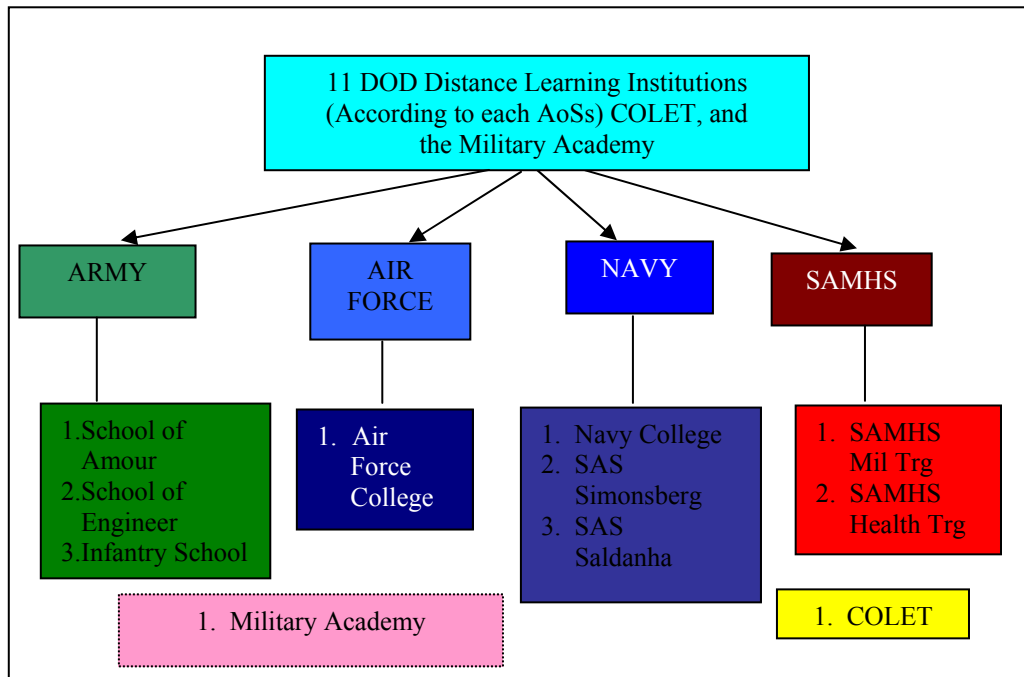 11 DOD Distance Learning Institutions
(According to each AoSs) COLET, and
the Military Academy
ARMY
AIR
FORCE
NAVY
SAMHS
1.School of
Amour
2.School of
Engineer
3.Infantry School
1. Air
Force
College
1. Navy College
2. SAS
Simonsberg
3. SAS
Saldanha
1. SAMHS
Mil Trg
2. SAMHS
Health Trg
1. Military Academy
1. COLET